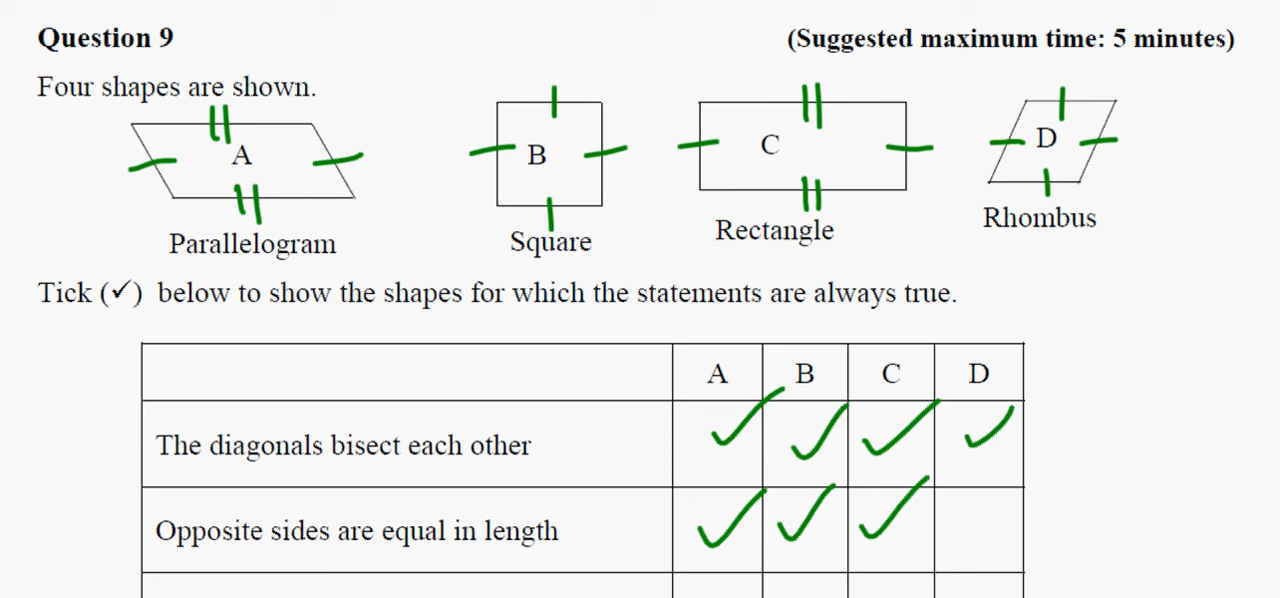 Question 9 (Suggested maximum time: 5 minutes)
Four shapes are shown.
A B C D
Parallelogram Square Rectangle Rhombus
Tick (✓) below to show the shapes for which the statements are always true.
A B C D
The diagonals bisect each other ✓ ✓ ✓ ✓
Opposite sides are equal in length ✓ ✓ ✓